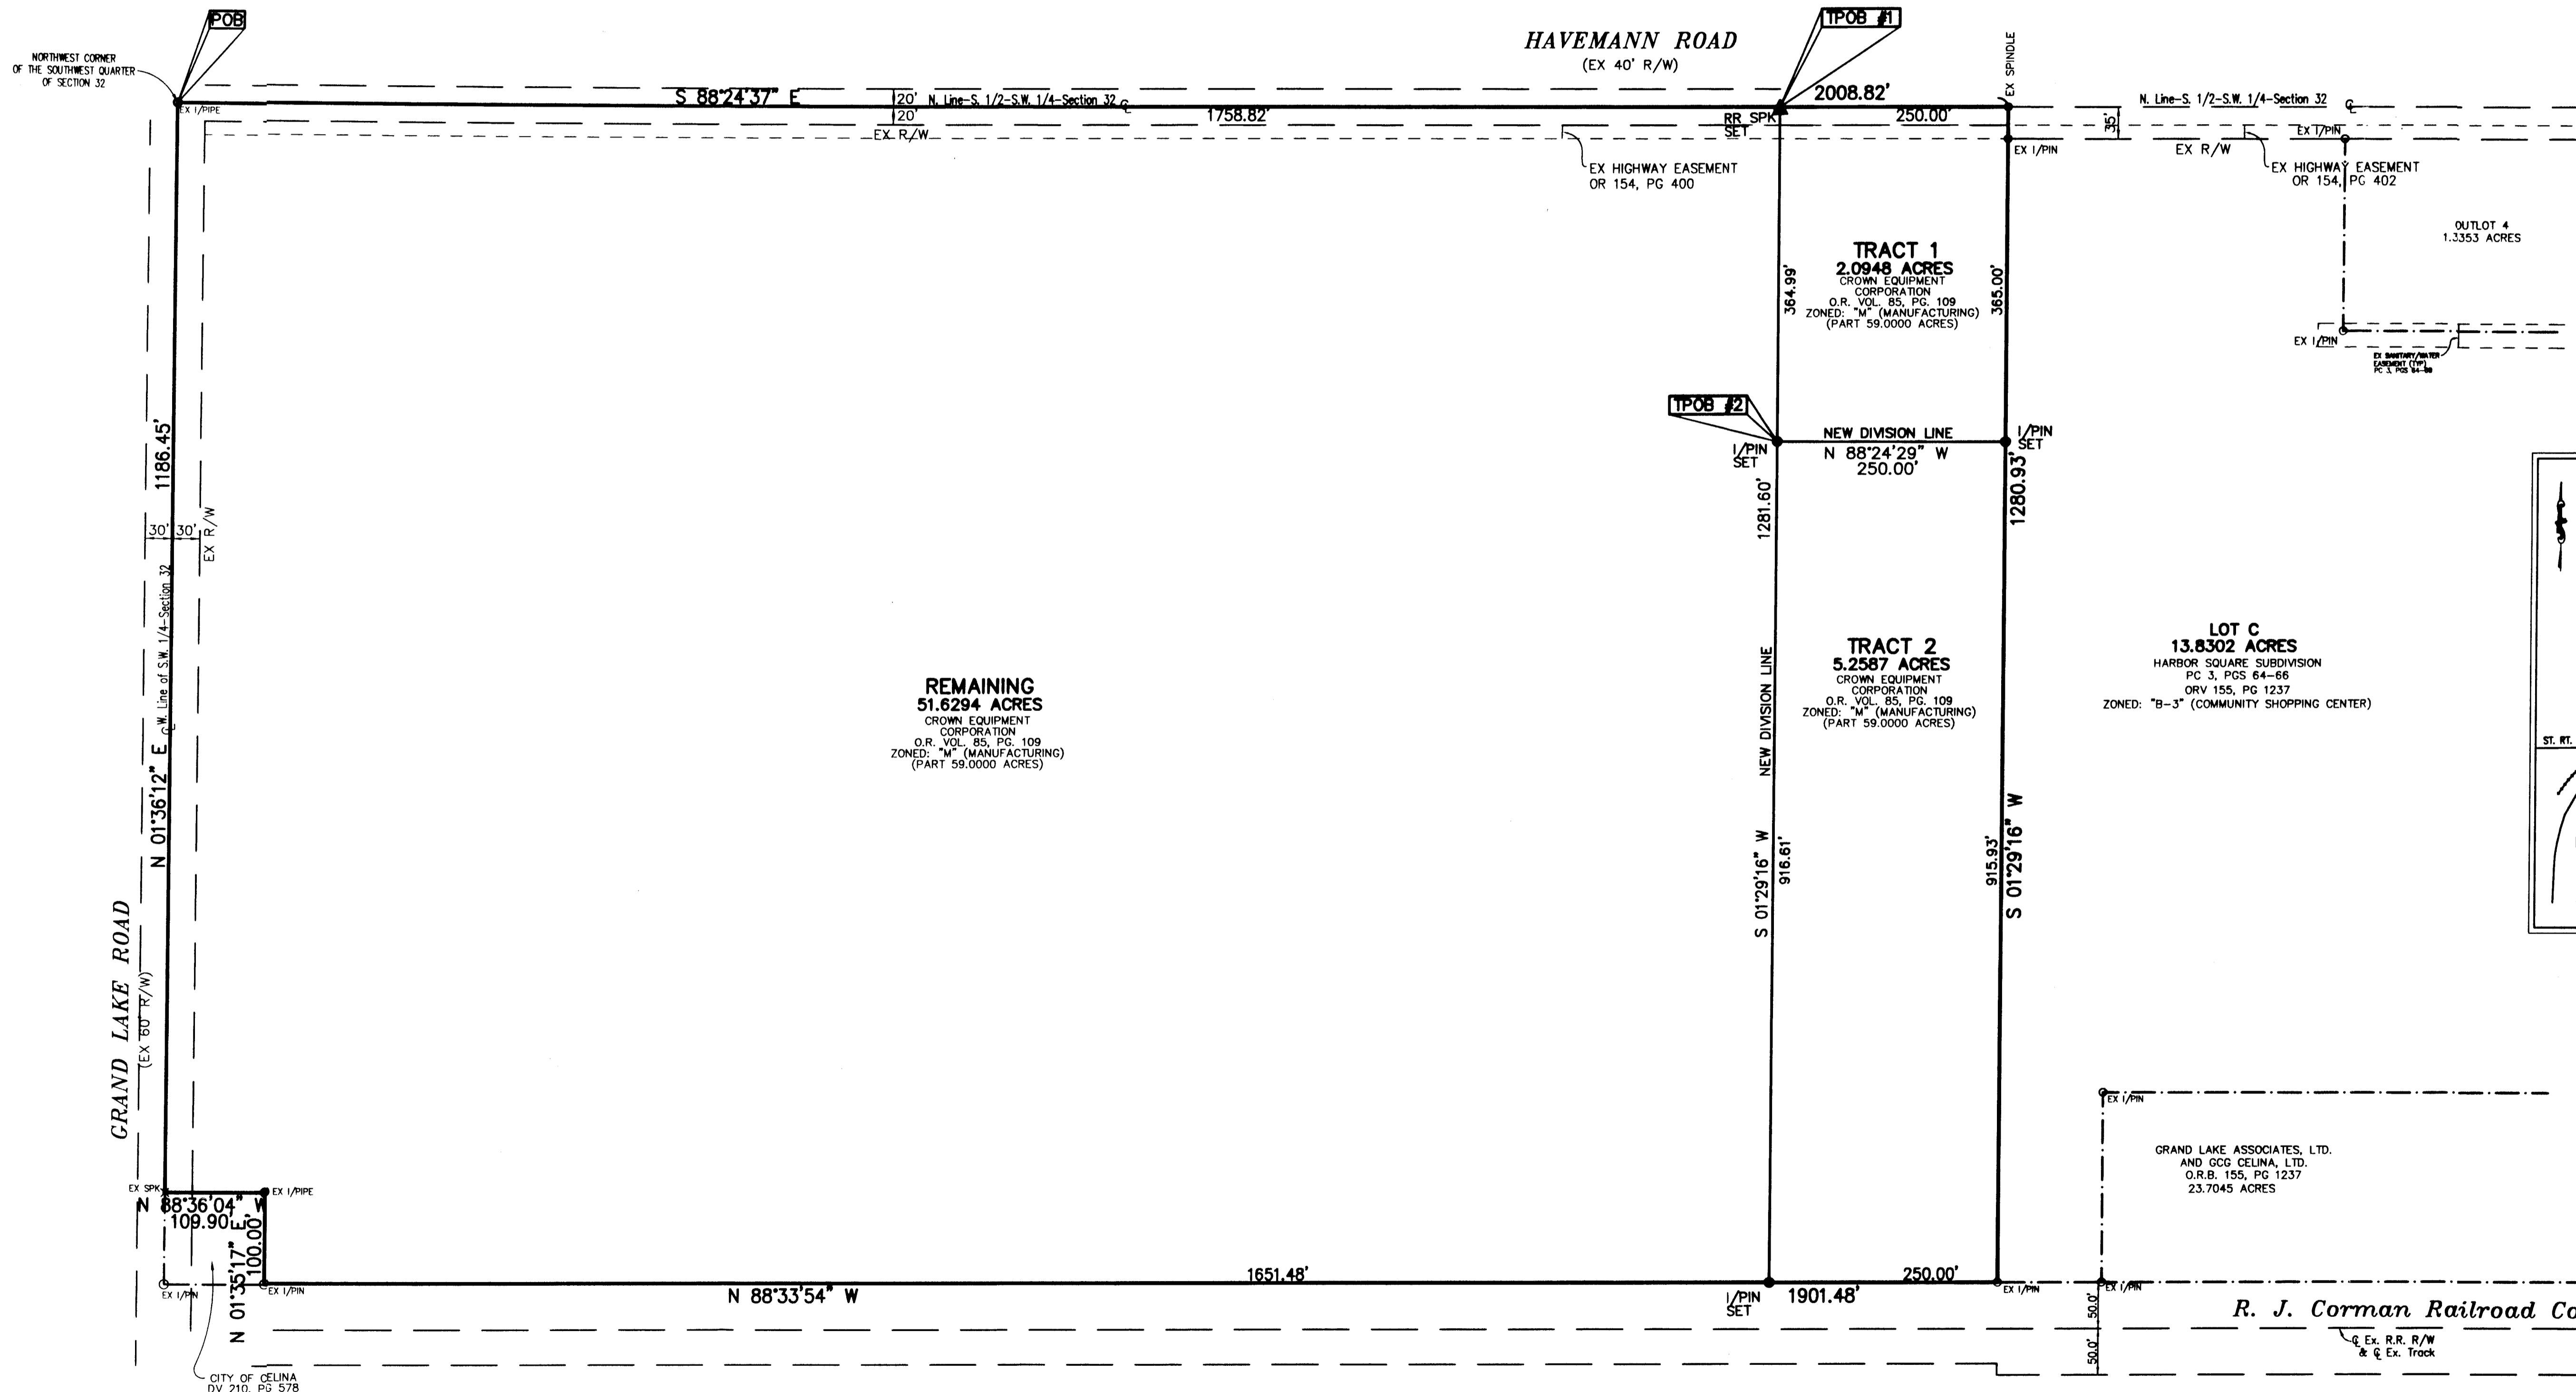 POB
NORTHWEST CORNER
OF THE SOUTHWEST QUARTER
OF SECTION 32
EX I/PIPE
S 88°24'37" E
20'
20'
N. Line-S. 1/2-S.W. 1/4-Section 32
1758.82'
EX R/W
HAVEMANN ROAD
(EX 40' R/W)
TPOB #1
EX SPINDLE
2008.82'
250.00'
RR SPK
SET
EX I/PIN
EX HIGHWAY EASEMENT
OR 154, PG 400
N. Line-S. 1/2-S.W. 1/4-Section 32
35'
EX I/PIN
EX R/W
EX HIGHWAY EASEMENT
OR 154, PG 402
OUTLOT 4
1.3353 ACRES
EX I/PIN
EX SANITARY/WATER
EASEMENT (TYP)
PC 3, PGS 64-66
TRACT 1
2.0948 ACRES
CROWN EQUIPMENT
CORPORATION
O.R. VOL. 85, PG. 109
ZONED: "M" (MANUFACTURING)
(PART 59.0000 ACRES)
364.99'
365.00'
TPOB #2
I/PIN
SET
NEW DIVISION LINE
N 88°24'29" W
250.00'
I/PIN
SET
1281.60'
1280.93'
1186.45'
30'
30'
EX R/W
W. Line of S.W. 1/4-Section 32
N 01°36'12" E
GRAND LAKE ROAD
(EX 60' R/W)
REMAINING
51.6294 ACRES
CROWN EQUIPMENT
CORPORATION
O.R. VOL. 85, PG. 109
ZONED: "M" (MANUFACTURING)
(PART 59.0000 ACRES)
NEW DIVISION LINE
S 01°29'16" W
916.61'
TRACT 2
5.2587 ACRES
CROWN EQUIPMENT
CORPORATION
O.R. VOL. 85, PG. 109
ZONED: "M" (MANUFACTURING)
(PART 59.0000 ACRES)
915.93'
S 01°29'16" W
LOT C
13.8302 ACRES
HARBOR SQUARE SUBDIVISION
PC 3, PGS 64-66
ORV 155, PG 1237
ZONED: "B-3" (COMMUNITY SHOPPING CENTER)
ST. RT.
EX I/PIN
GRAND LAKE ASSOCIATES, LTD.
AND GCG CELINA, LTD.
O.R.B. 155, PG 1237
23.7045 ACRES
EX SPK
EX I/PIPE
N 88°36'04" W
109.90'
N 01°35'17" E
100.00'
EX I/PIN
EX I/PIN
CITY OF CELINA
DV 210, PG 578
N 88°33'54" W
1651.48'
I/PIN
SET
250.00'
1901.48'
EX I/PIN
EX I/PIN
50.0'
50.0'
R. J. Corman Railroad Co
Ex. R.R. R/W
& ℄ Ex. Track